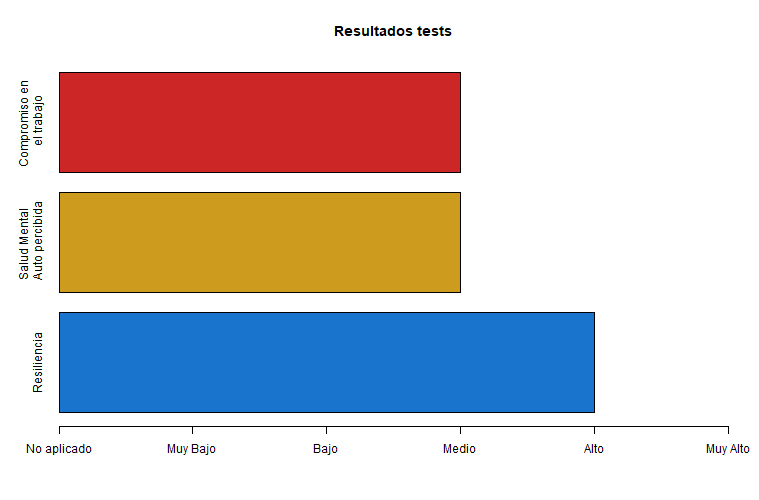 Resultados tests
Compromiso en
el trabajo
Salud Mental
Auto percibida
Resiliencia
No aplicado
Muy Bajo
Bajo
Medio
Alto
Muy Alto